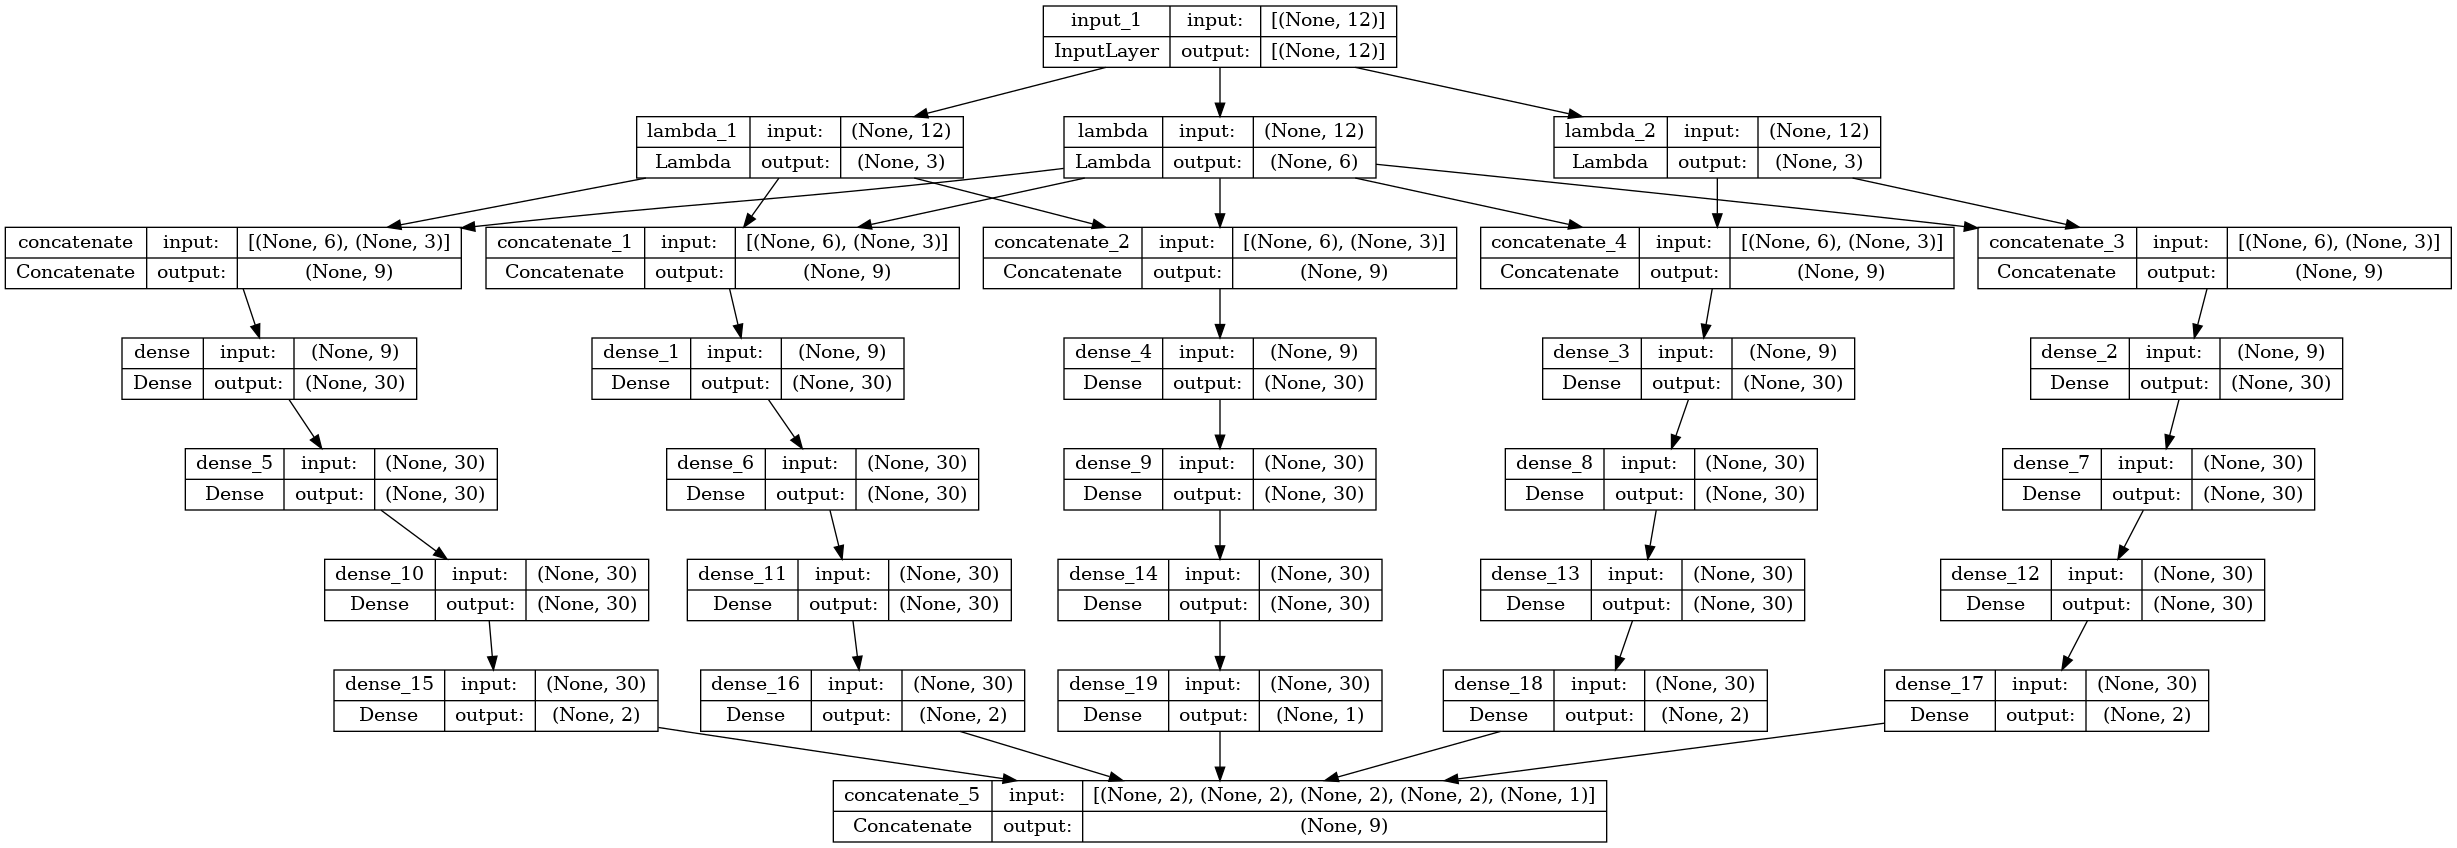 input_1 input: [(None, 12)]
InputLayer output: [(None, 12)]
lambda_1 input: (None, 12)
Lambda output: (None, 3)
lambda input: (None, 12)
Lambda output: (None, 6)
lambda_2 input: (None, 12)
Lambda output: (None, 3)
concatenate input: [(None, 6), (None, 3)]
Concatenate output: (None, 9)
concatenate_1 input: [(None, 6), (None, 3)]
Concatenate output: (None, 9)
concatenate_2 input: [(None, 6), (None, 3)]
Concatenate output: (None, 9)
concatenate_4 input: [(None, 6), (None, 3)]
Concatenate output: (None, 9)
concatenate_3 input: [(None, 6), (None, 3)]
Concatenate output: (None, 9)
dense input: (None, 9)
Dense output: (None, 30)
dense_1 input: (None, 9)
Dense output: (None, 30)
dense_4 input: (None, 9)
Dense output: (None, 30)
dense_3 input: (None, 9)
Dense output: (None, 30)
dense_2 input: (None, 9)
Dense output: (None, 30)
dense_5 input: (None, 30)
Dense output: (None, 30)
dense_6 input: (None, 30)
Dense output: (None, 30)
dense_9 input: (None, 30)
Dense output: (None, 30)
dense_8 input: (None, 30)
Dense output: (None, 30)
dense_7 input: (None, 30)
Dense output: (None, 30)
dense_10 input: (None, 30)
Dense output: (None, 30)
dense_11 input: (None, 30)
Dense output: (None, 30)
dense_14 input: (None, 30)
Dense output: (None, 30)
dense_13 input: (None, 30)
Dense output: (None, 30)
dense_12 input: (None, 30)
Dense output: (None, 30)
dense_15 input: (None, 30)
Dense output: (None, 2)
dense_16 input: (None, 30)
Dense output: (None, 2)
dense_19 input: (None, 30)
Dense output: (None, 1)
dense_18 input: (None, 30)
Dense output: (None, 2)
dense_17 input: (None, 30)
Dense output: (None, 2)
concatenate_5 input: [(None, 2), (None, 2), (None, 2), (None, 2), (None, 1)]
Concatenate output: (None, 9)